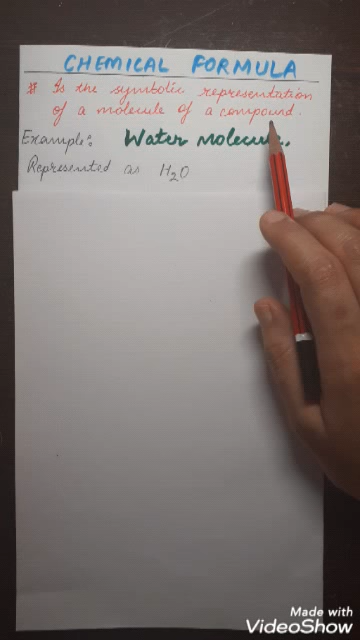 CHEMICAL FORMULA
# Is the symbolic representation
of a molecule of a compound.
Example:- Water Molecule.
Represented as H₂O
Made with
VideoShow